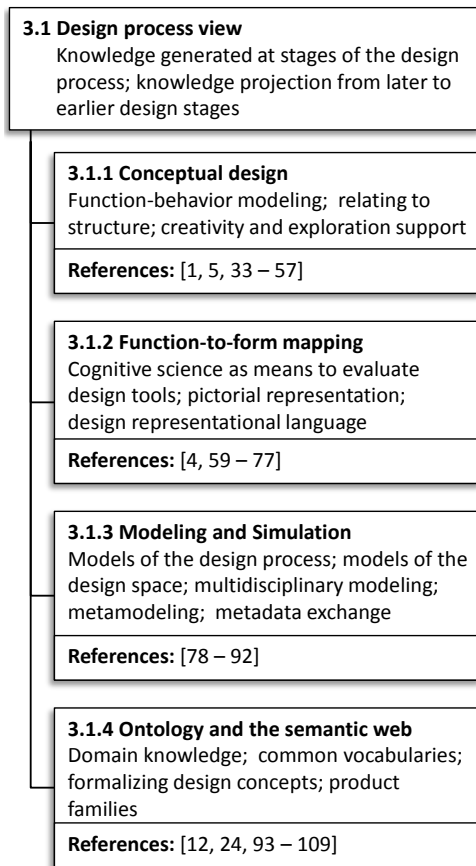 3.1 Design process view
Knowledge generated at stages of the design
process; knowledge projection from later to
earlier design stages
3.1.1 Conceptual design
Function-behavior modeling; relating to
structure; creativity and exploration support
References: [1, 5, 33 – 57]
3.1.2 Function-to-form mapping
Cognitive science as means to evaluate
design tools; pictorial representation;
design representational language
References: [4, 59 – 77]
3.1.3 Modeling and Simulation
Models of the design process; models of the
design space; multidisciplinary modeling;
metamodeling; metadata exchange
References: [78 – 92]
3.1.4 Ontology and the semantic web
Domain knowledge; common vocabularies;
formalizing design concepts; product
families
References: [12, 24, 93 – 109]